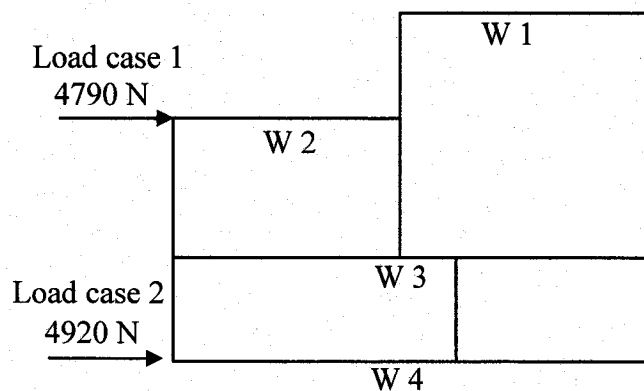 W 1
Load case 1
4790 N
W 2
W 3
Load case 2
4920 N
W 4